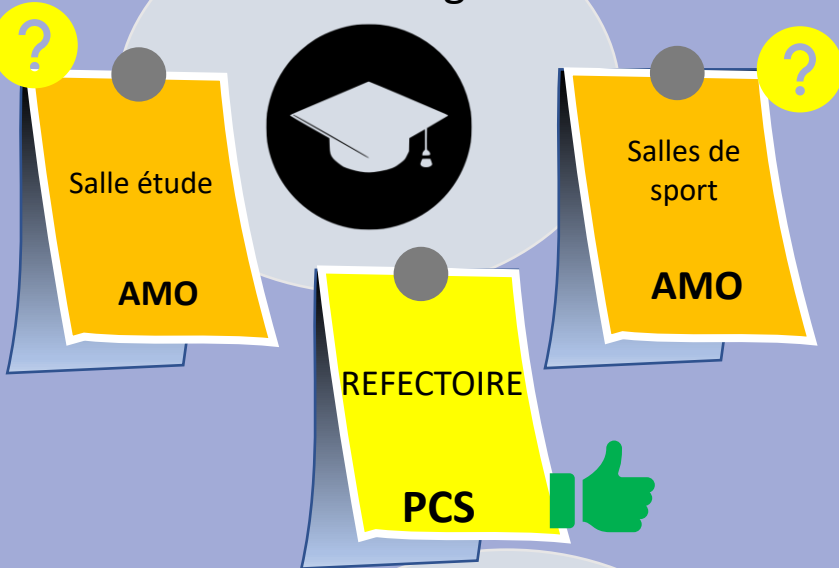 ?
?
Salle étude
AMO
Salles de
sport
AMO
REFECTOIRE
PCS